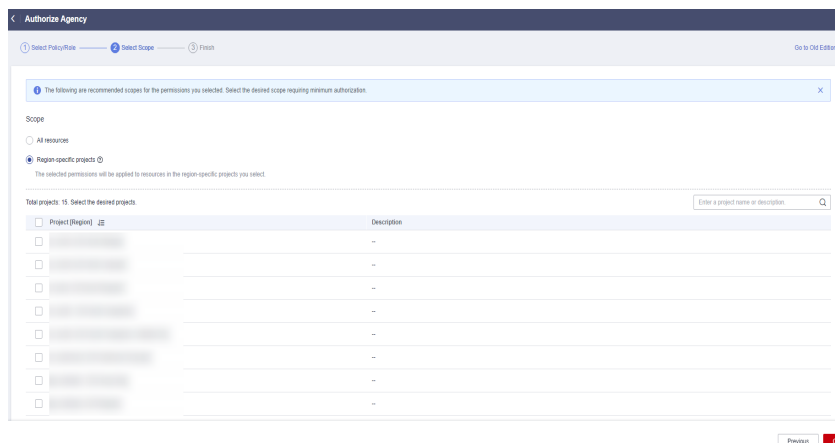 Authorize Agency
1 Select Policy/Role 2 Select Scope 3 Finish Go to Old Edition
The following are recommended scopes for the permissions you selected. Select the desired scope requiring minimum authorization.
Scope
All resources
Region-specific projects
The selected permissions will be applied to resources in the region-specific projects you select.
Total projects: 15. Select the desired projects. Enter a project name or description.
Project [Region] Description
--
--
--
--
--
--
--
--
Previous